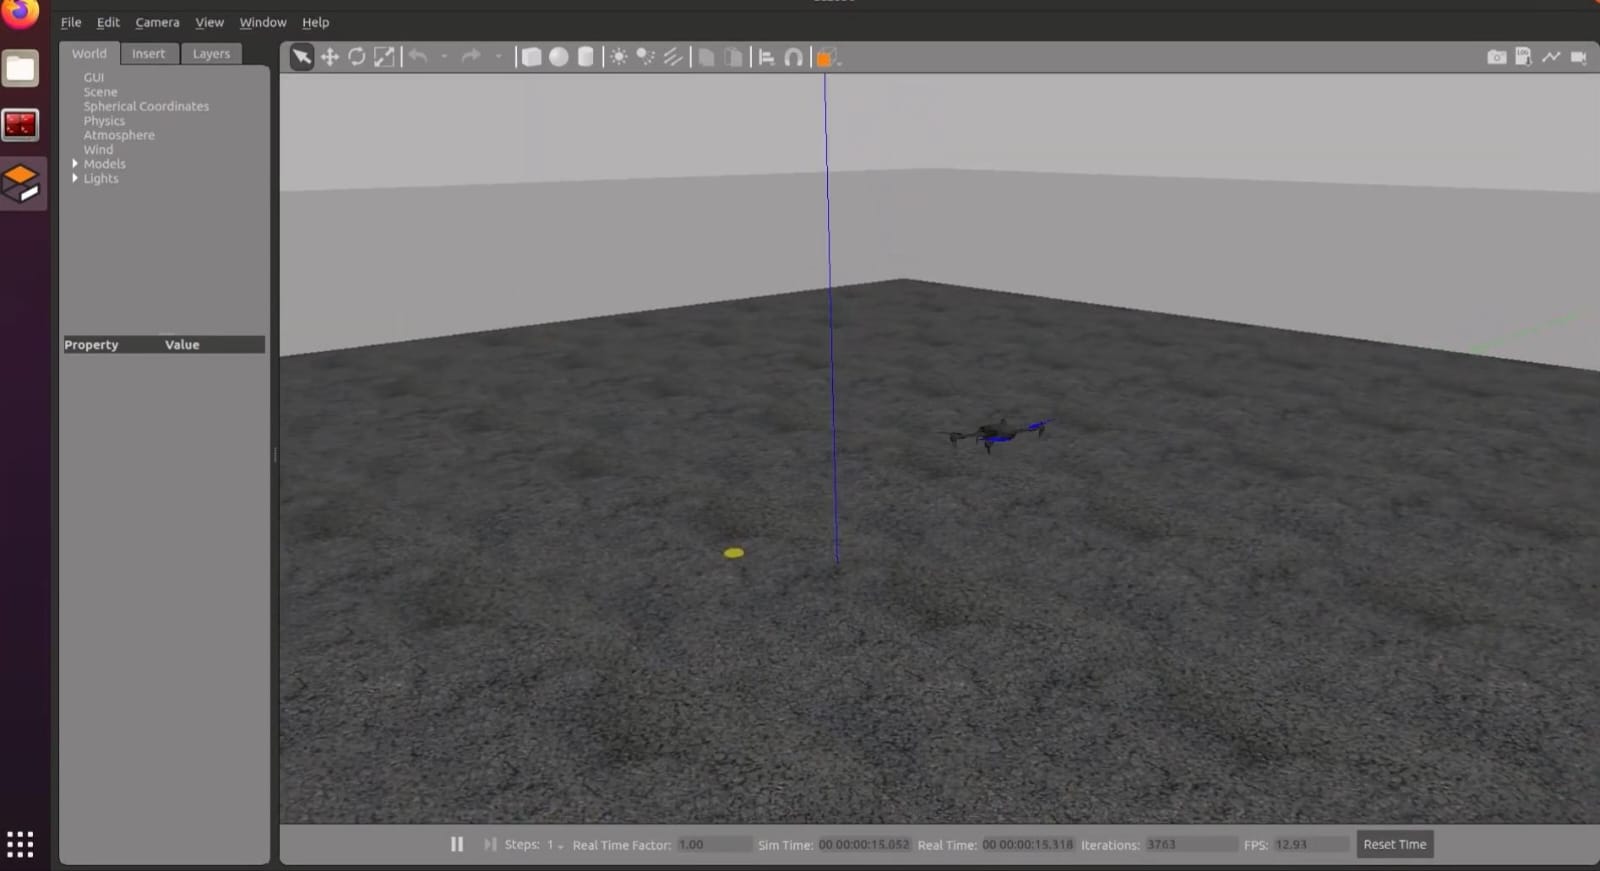 File Edit Camera View Window Help
World Insert Layers
GUI
Scene
Spherical Coordinates
Physics
Atmosphere
Wind
Models
Lights
Property Value
LOG
Steps: 1 Real Time Factor: 1.00 Sim Time: 00 00:00:15.052 Real Time: 00 00:00:15.318 Iterations: 3763 FPS: 12.93 Reset Time